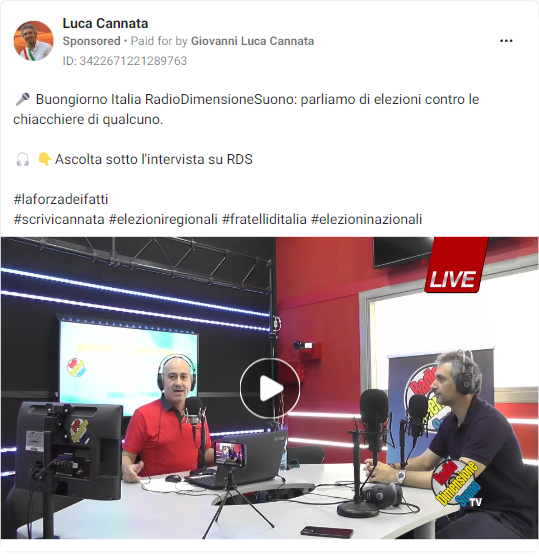 Luca Cannata
Sponsored • Paid for by Giovanni Luca Cannata
ID: 3422671221289763
🎤 Buongiorno Italia RadioDimensioneSuono: parliamo di elezioni contro le
chiacchiere di qualcuno.
🎧 👇Ascolta sotto l'intervista su RDS
#laforzadeifatti
#scrivicannata #elezioniregionali #fratelliditalia #elezioninazionali
LIVE
Radio
Dimensione
Suono
TV